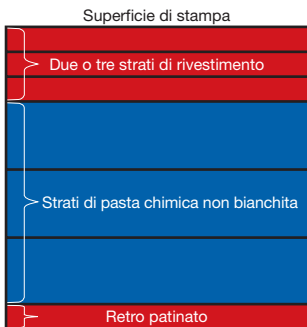 Superficie di stampa
Due o tre strati di rivestimento
Strati di pasta chimica non bianchita
Retro patinato